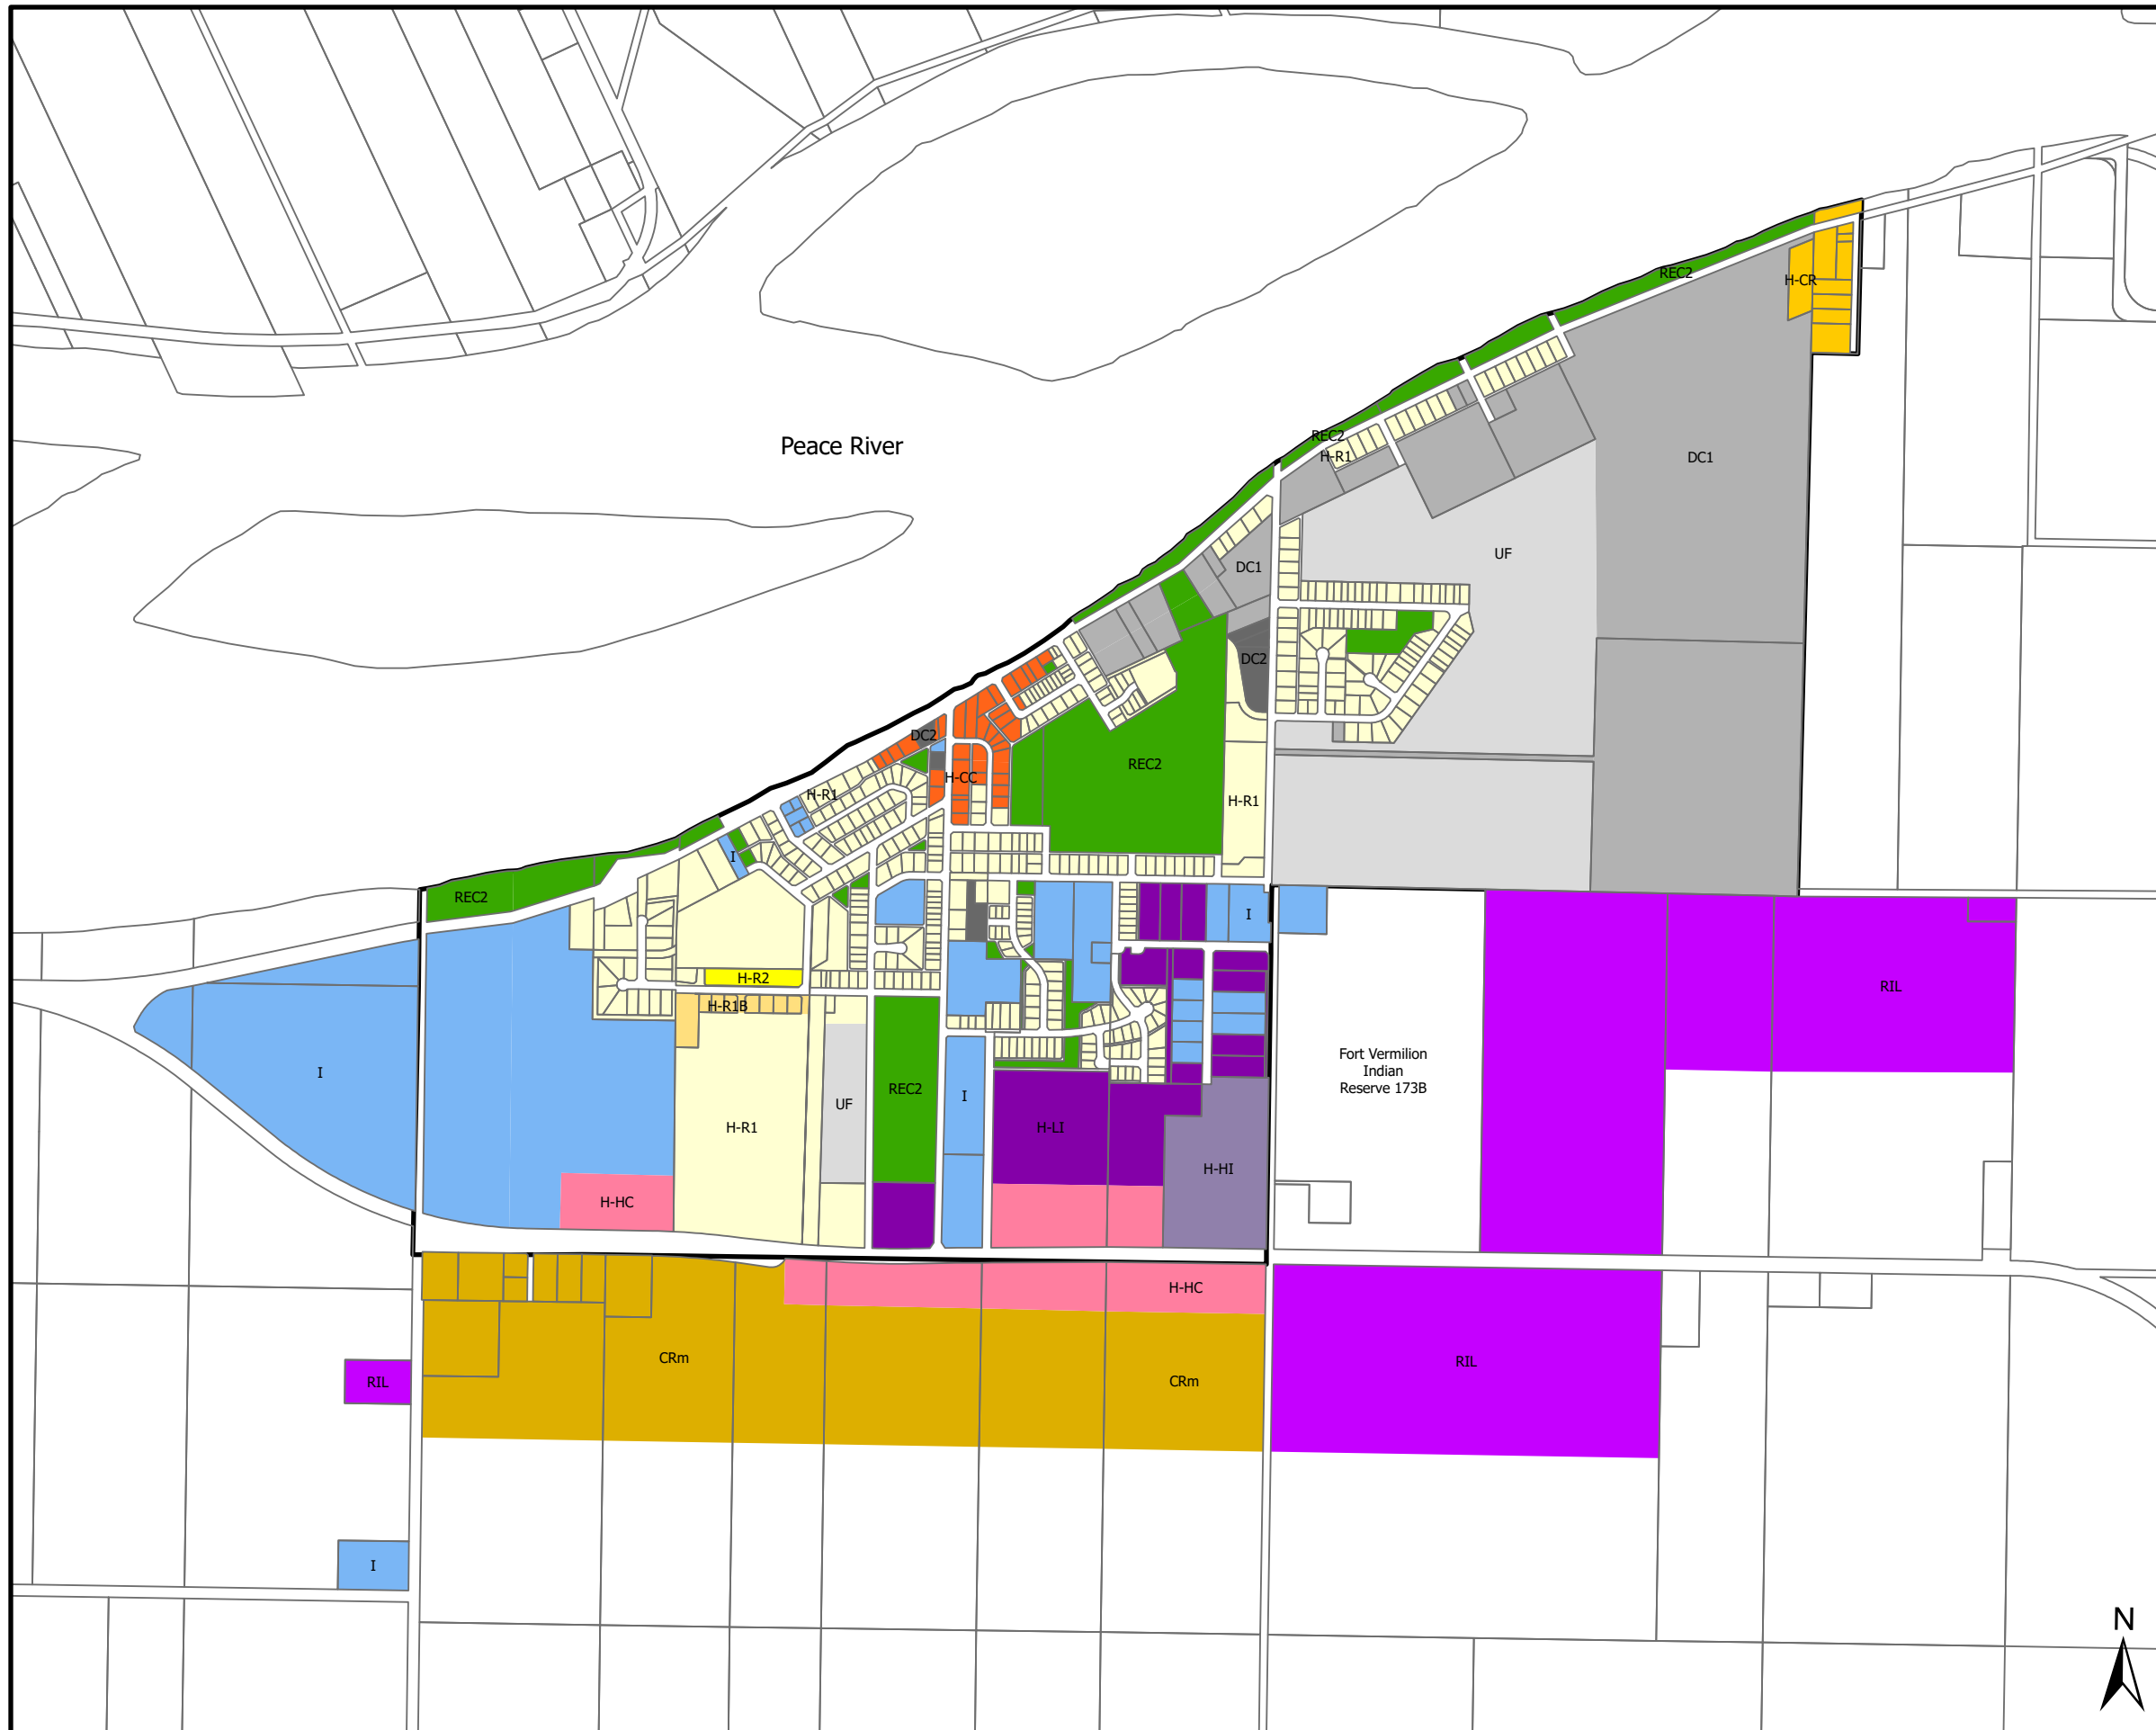 REC2
H-CR
Peace River
REC2
H-R1
DC1
UF
DC1
DC2
DC2
REC2
H-CC
H-R1
H-R1
I
REC2
I
H-R2
RIL
H-R1B
Fort Vermilion
Indian
Reserve 173B
I
REC2
I
UF
H-R1
H-LI
H-HI
H-HC
H-HC
CRm
RIL
RIL
CRm
I
N